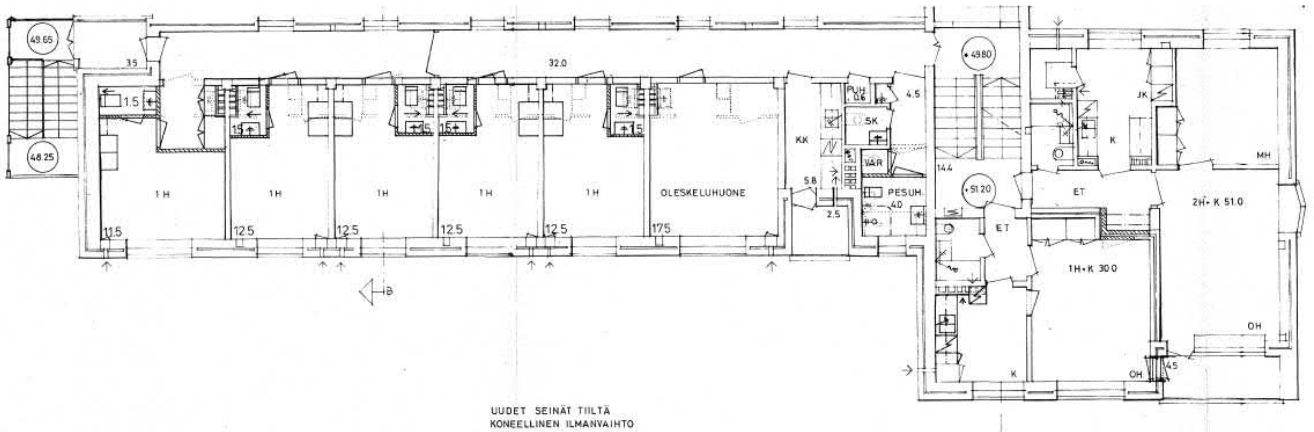 49.65
3.5
32.0
+49.80
PUH.
0.6
4.5
JK
1.5
1.5
1.5
1.5
1.5
SK
K
KK
VAR
MH
48.25
14.4
1 H
1 H
1 H
1 H
1 H
OLESKELUHUONE
5.8
+51.20
PESUH.
4.0
ET
2H+K 51.0
2.5
ET
11.5
12.5
12.5
12.5
12.5
17.5
1H+K 30.0
B
OH
4.5
K
OH
UUDET SEINÄT TIILTÄ
KONEELLINEN ILMANVAIHTO